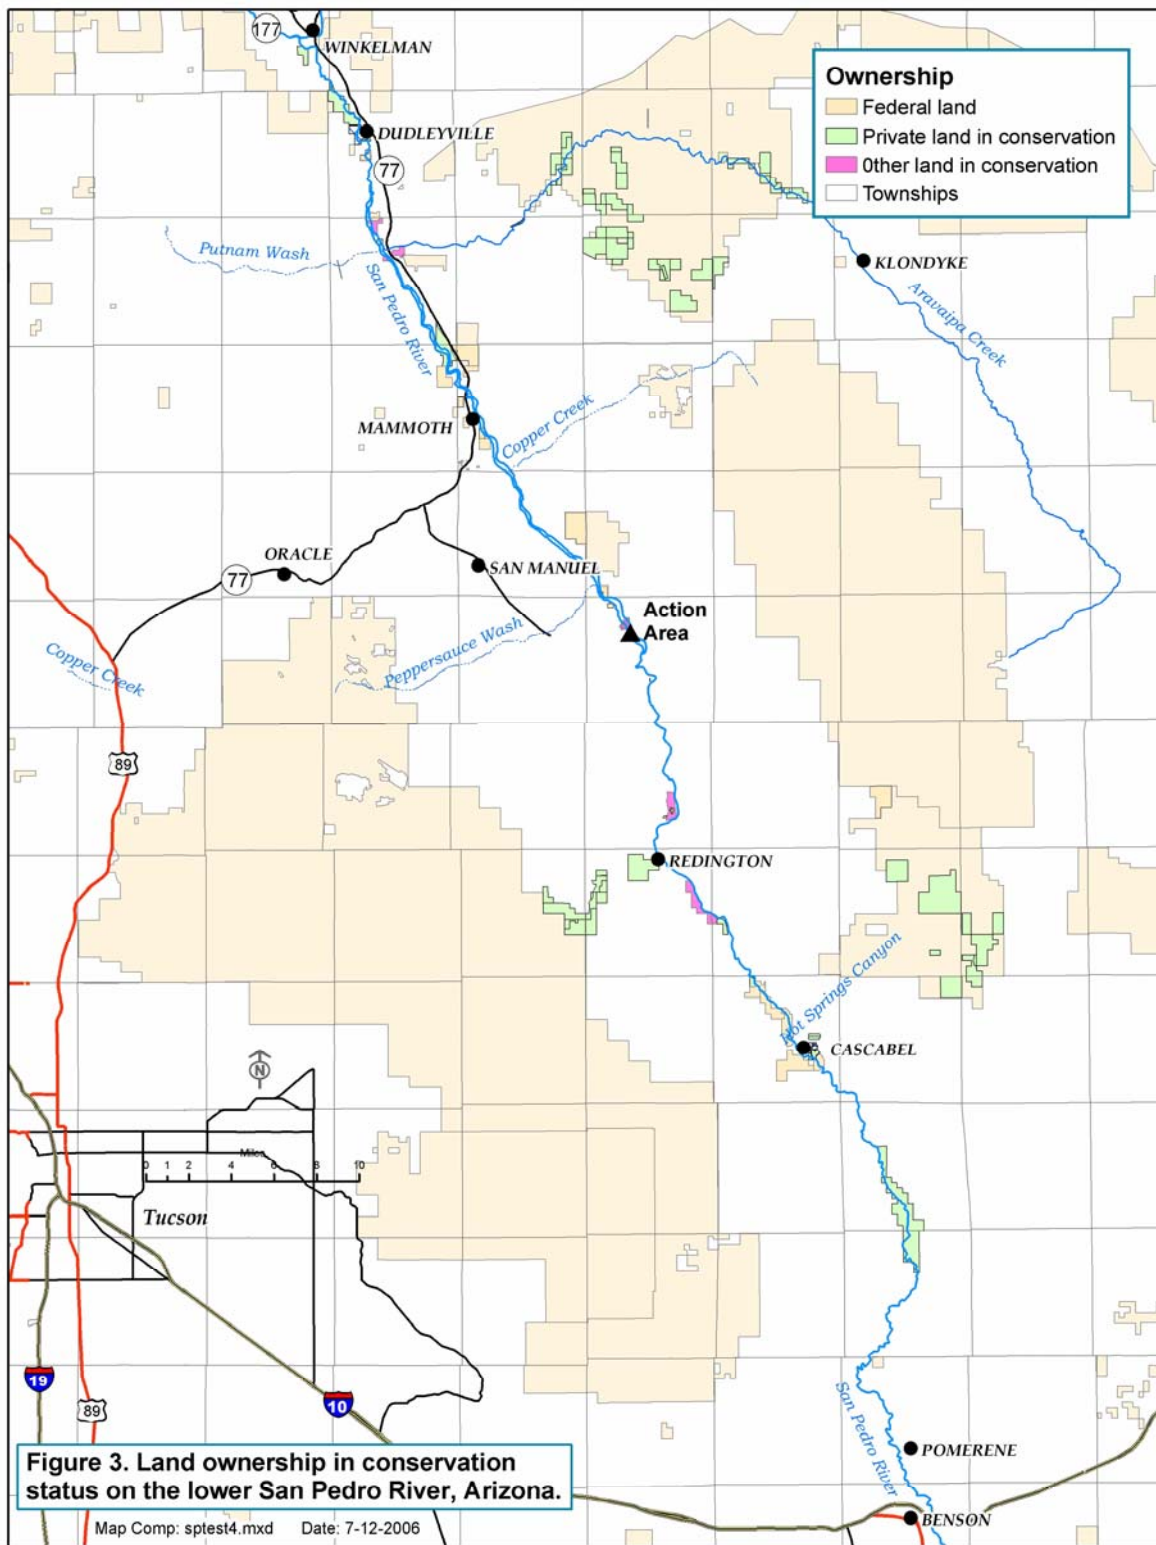 177
WINKELMAN
Ownership
Federal land
Private land in conservation
0ther land in conservation
Townships
DUDLEYVILLE
77
Putnam Wash
San Pedro River
KLONDYKE
Aravaipa Creek
MAMMOTH
Copper Creek
ORACLE
77
SAN MANUEL
Action
Area
Peppersauce Wash
Copper Creek
89
REDINGTON
Hot Springs Canyon
CASCABEL
N
Miles
0 1 2 4 6 8 10
Tucson
19
89
10
San Pedro River
POMERENE
BENSON
Figure 3. Land ownership in conservation
status on the lower San Pedro River, Arizona.
Map Comp: sptest4.mxd Date: 7-12-2006